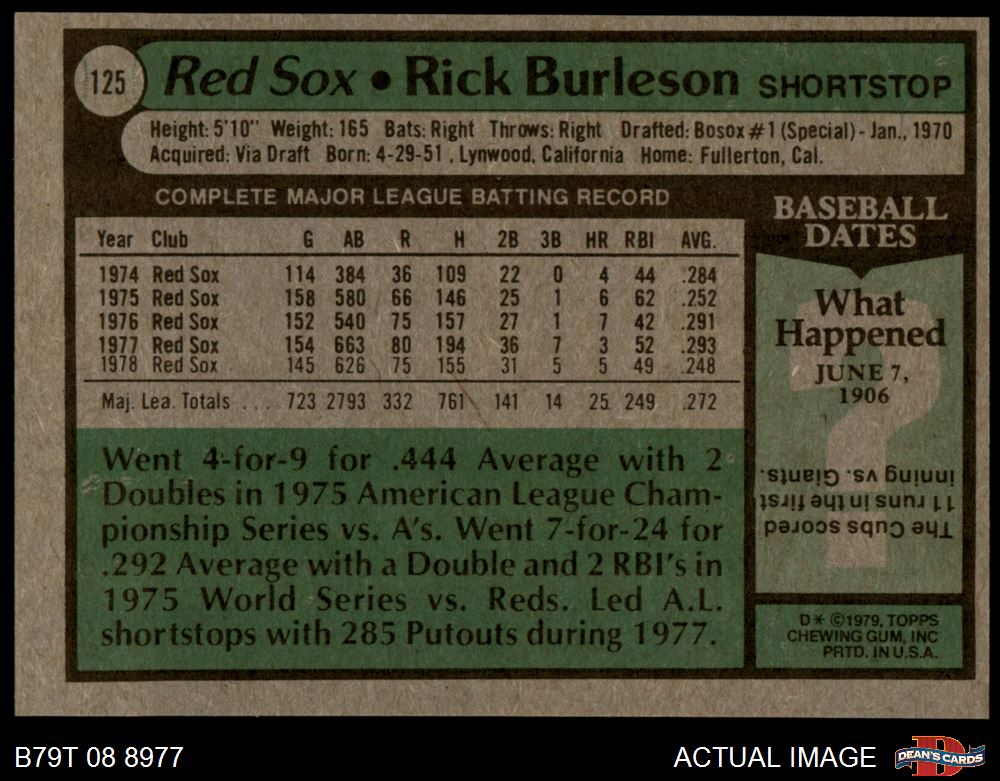 125
Red Sox • Rick Burleson SHORTSTOP
Height: 5'10" Weight: 165 Bats: Right Throws: Right Drafted: Bosox #1 (Special) - Jan., 1970
Acquired: Via Draft Born: 4-29-51 , Lynwood, California Home: Fullerton, Cal.
COMPLETE MAJOR LEAGUE BATTING RECORD
Year Club G AB R H 2B 3B HR RBI AVG.
1974 Red Sox 114 384 36 109 22 0 4 44 .284
1975 Red Sox 158 580 66 146 25 1 6 62 .252
1976 Red Sox 152 540 75 157 27 1 7 42 .291
1977 Red Sox 154 663 80 194 36 7 3 52 .293
1978 Red Sox 145 626 75 155 31 5 5 49 .248
Maj. Lea. Totals ... 723 2793 332 761 141 14 25 249 .272
Went 4-for-9 for .444 Average with 2
Doubles in 1975 American League Cham-
pionship Series vs. A's. Went 7-for-24 for
.292 Average with a Double and 2 RBI's in
1975 World Series vs. Reds. Led A.L.
shortstops with 285 Putouts during 1977.
BASEBALL
DATES
What
Happened
JUNE 7,
1906
The Cubs scored
11 runs in the first
inning vs. Giants.
D* ©1979, TOPPS
CHEWING GUM, INC
PRTD. IN U.S.A.
B79T 08 8977
ACTUAL IMAGE
D
DEAN'S CARDS